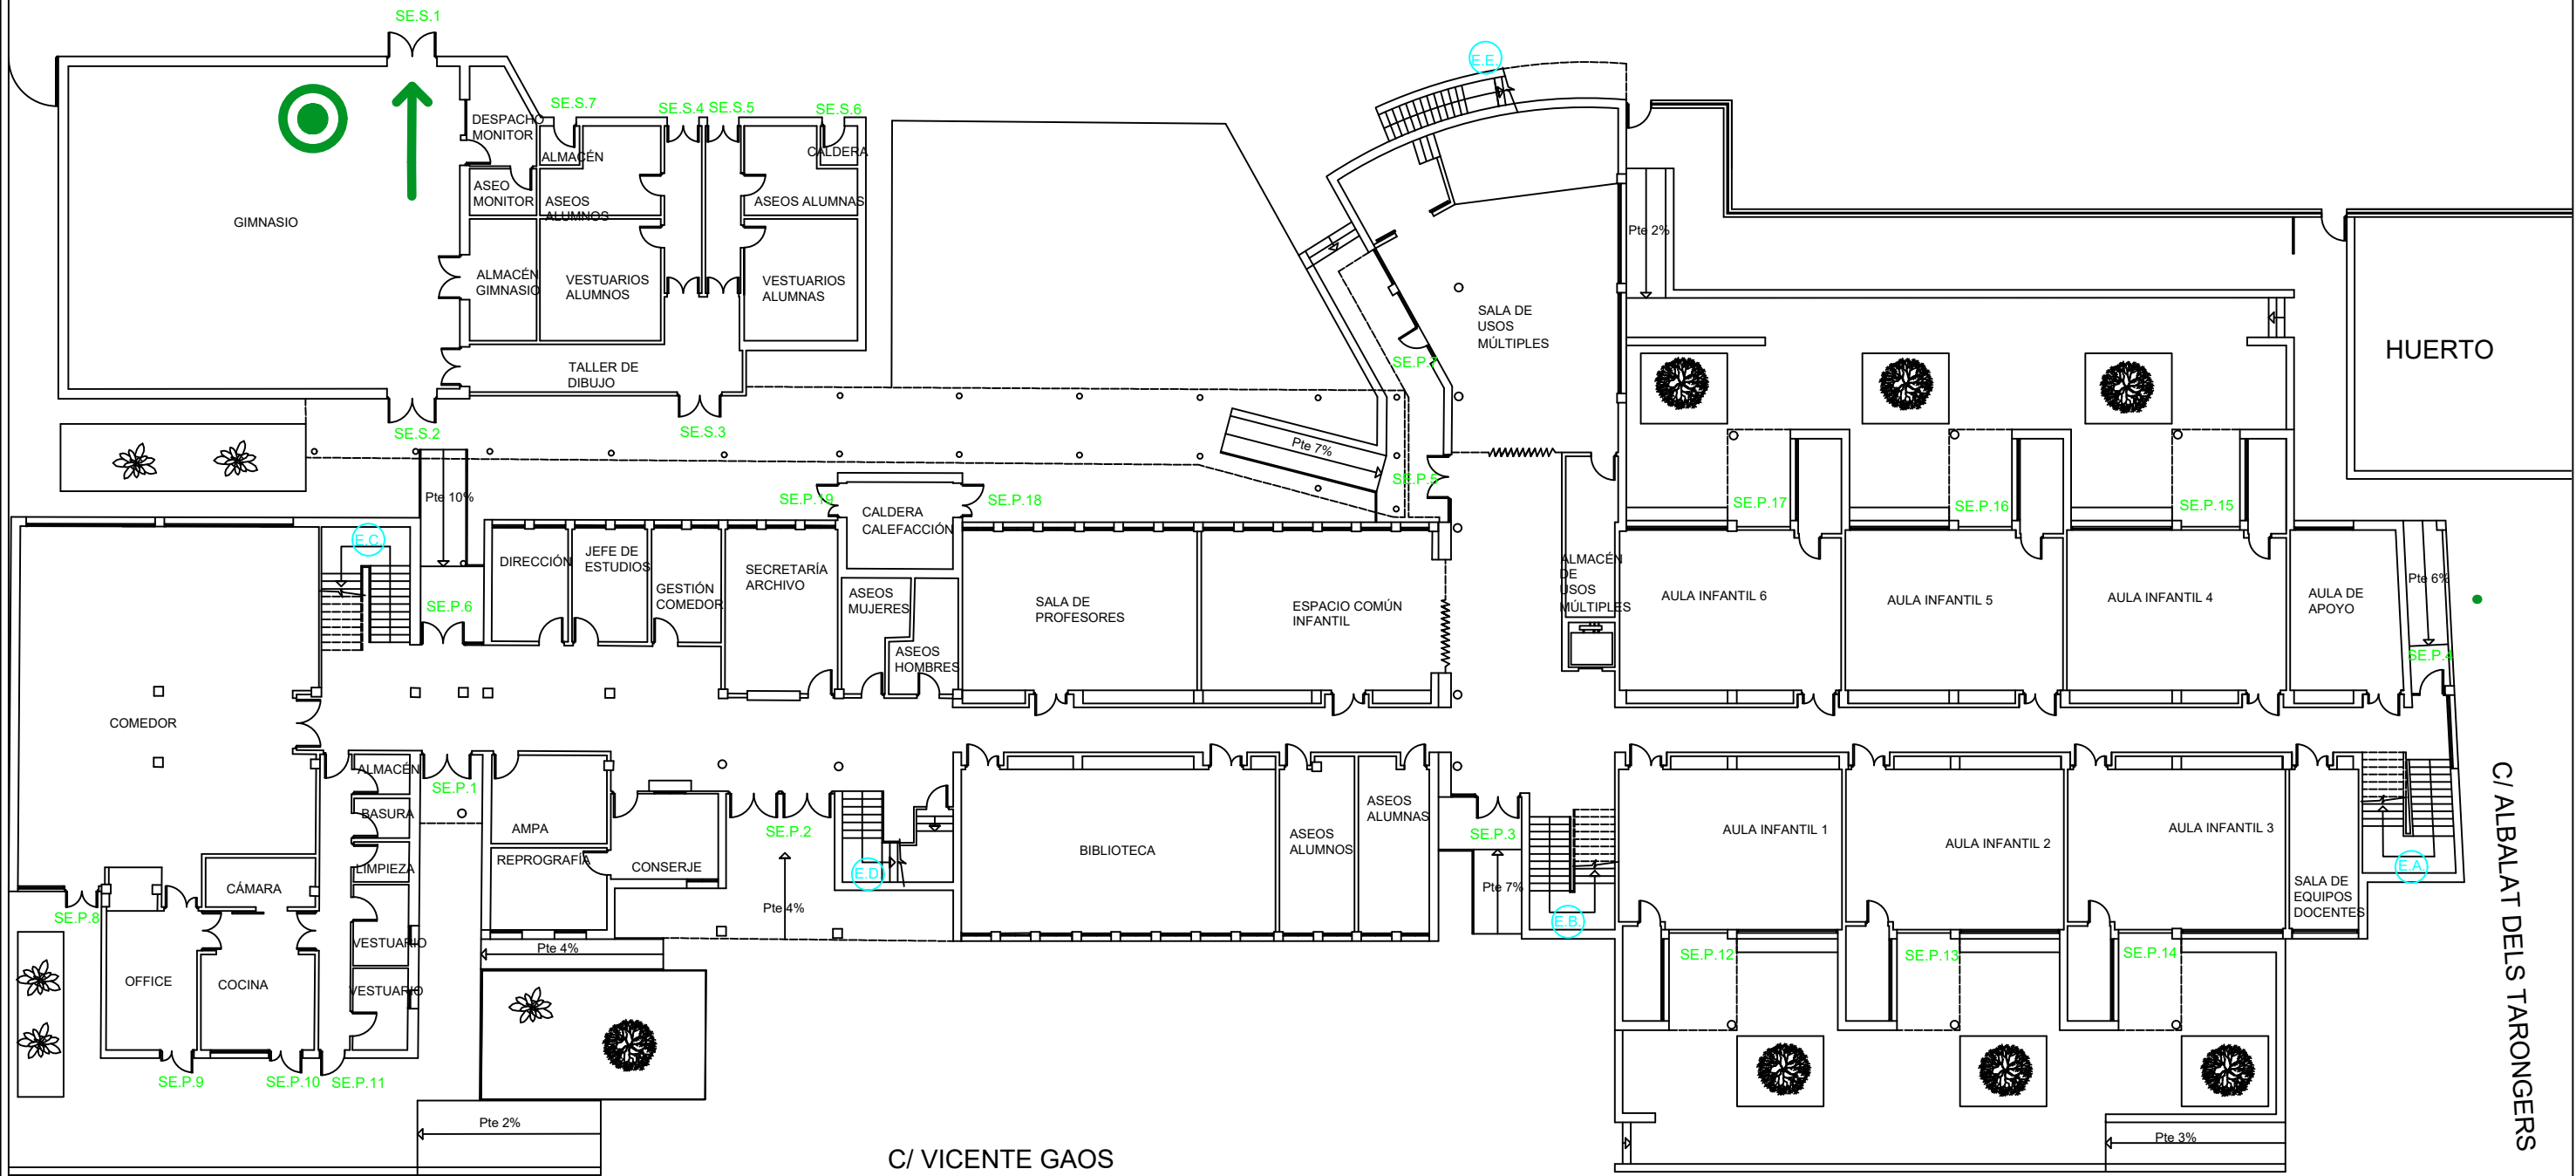 SE.S.1
E.E.
SE.S.7
SE.S.4
SE.S.5
SE.S.6
DESPACHO
MONITOR
ALMACÉN
CALDERA
ASEO
MONITOR
ASEOS
ALUMNOS
ASEOS ALUMNAS
GIMNASIO
Pte 2%
ALMACÉN
GIMNASIO
VESTUARIOS
ALUMNOS
VESTUARIOS
ALUMNAS
SALA DE
USOS
MÚLTIPLES
HUERTO
TALLER DE
DIBUJO
SE.P.7
SE.S.2
SE.S.3
Pte 7%
SE.P.5
Pte 10%
SE.P.19
SE.P.18
SE.P.17
SE.P.16
SE.P.15
CALDERA
CALEFACCIÓN
E.C.
DIRECCIÓN
JEFE DE
ESTUDIOS
GESTIÓN
COMEDOR
SECRETARÍA
ARCHIVO
ASEOS
MUJERES
ASEOS
HOMBRES
SALA DE
PROFESORES
ESPACIO COMÚN
INFANTIL
ALMACÉN
DE
USOS
MÚLTIPLES
AULA INFANTIL 6
AULA INFANTIL 5
AULA INFANTIL 4
AULA DE
APOYO
Pte 6%
SE.P.6
SE.P.4
COMEDOR
ALMACÉN
BASURA
LIMPIEZA
VESTUARIO
VESTUARIO
SE.P.1
AMPA
REPROGRAFÍA
CONSERJE
SE.P.2
Pte 4%
E.D.
BIBLIOTECA
ASEOS
ALUMNOS
ASEOS
ALUMNAS
SE.P.3
Pte 7%
E.B.
AULA INFANTIL 1
AULA INFANTIL 2
AULA INFANTIL 3
SALA DE
EQUIPOS
DOCENTES
E.A.
C/ ALBALAT DELS TARONGERS
CÁMARA
SE.P.8
OFFICE
COCINA
Pte 4%
SE.P.12
SE.P.13
SE.P.14
SE.P.9
SE.P.10
SE.P.11
Pte 2%
Pte 3%
C/ VICENTE GAOS